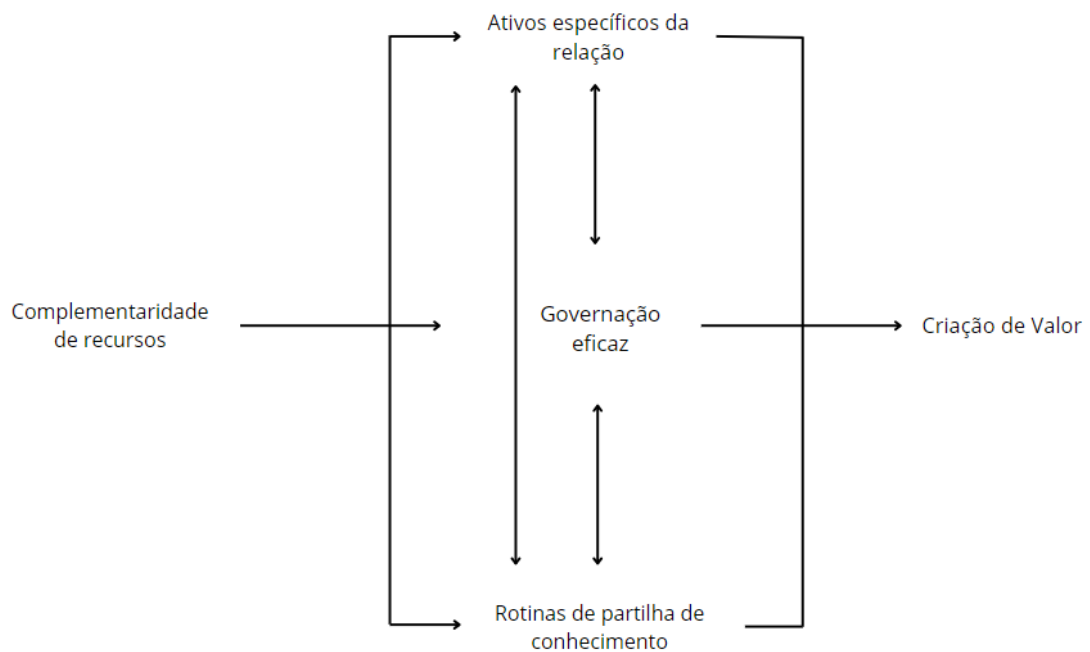 Ativos específicos da
relação
Complementaridade
de recursos
Governação
eficaz
Criação de Valor
Rotinas de partilha de
conhecimento